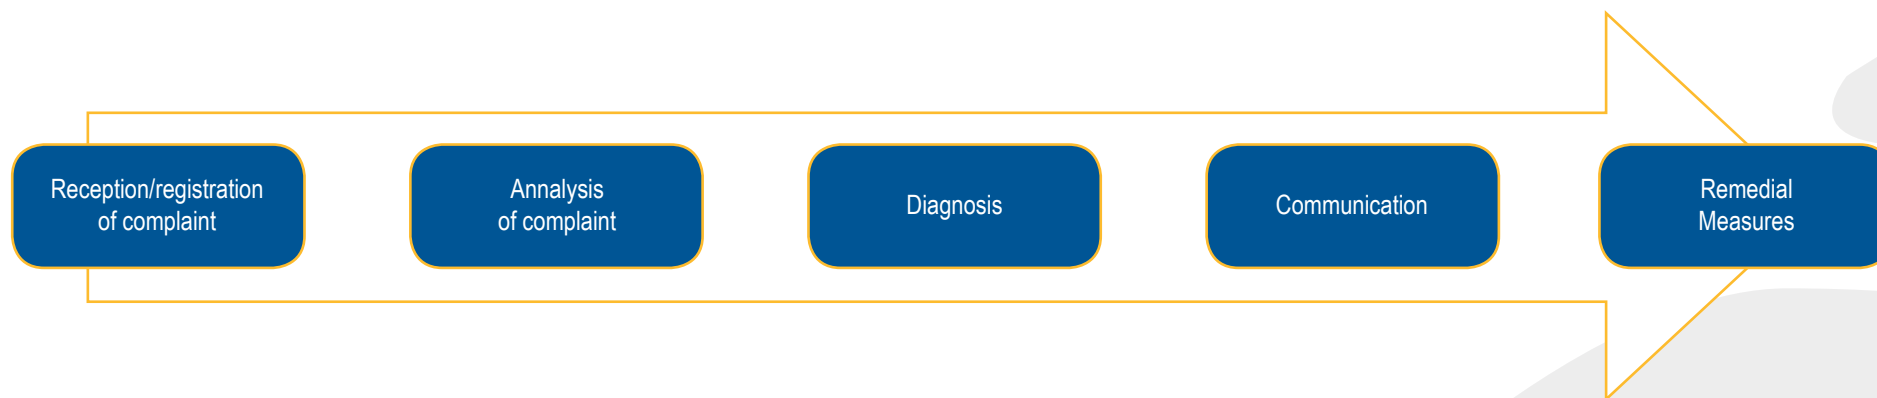 Reception/registration
of complaint
Annalysis
of complaint
Diagnosis
Communication
Remedial
Measures